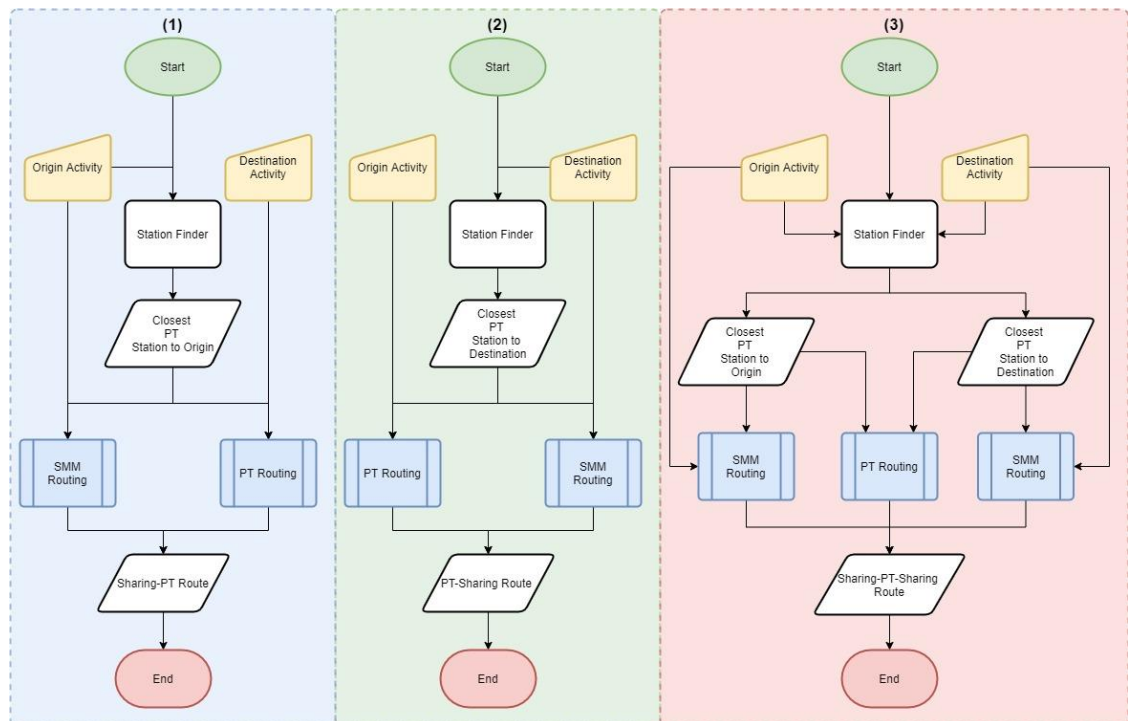 (1)
Start
Origin Activity
Destination
Activity
Station Finder
Closest
PT
Station to Origin
SMM
Routing
PT Routing
Sharing-PT Route
End
(2)
Start
Origin Activity
Destination
Activity
Station Finder
Closest
PT
Station to
Destination
PT Routing
SMM
Routing
PT-Sharing Route
End
(3)
Start
Origin Activity
Destination
Activity
Station Finder
Closest
PT
Station to
Origin
Closest
PT
Station to
Destination
SMM
Routing
PT Routing
SMM
Routing
Sharing-PT-Sharing
Route
End